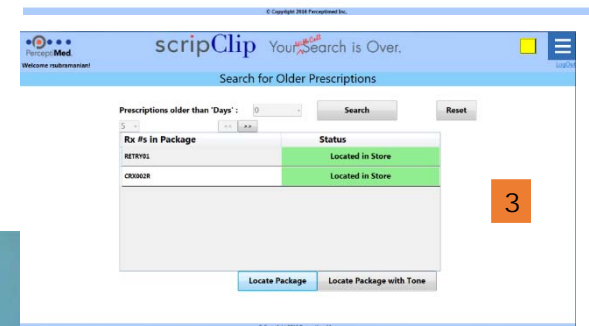 © Copyright 2018 PerceptiMed Inc.
PerceptiMed.
Welcome rsubramanian!
scripClip Your Search is Over.
LogOut
Search for Older Prescriptions
Prescriptions older than 'Days' : 0 Search Reset
5 << >>
Rx #s in Package Status
RETRY01 Located in Store
CRX002R Located in Store
3
Locate Package Locate Package with Tone